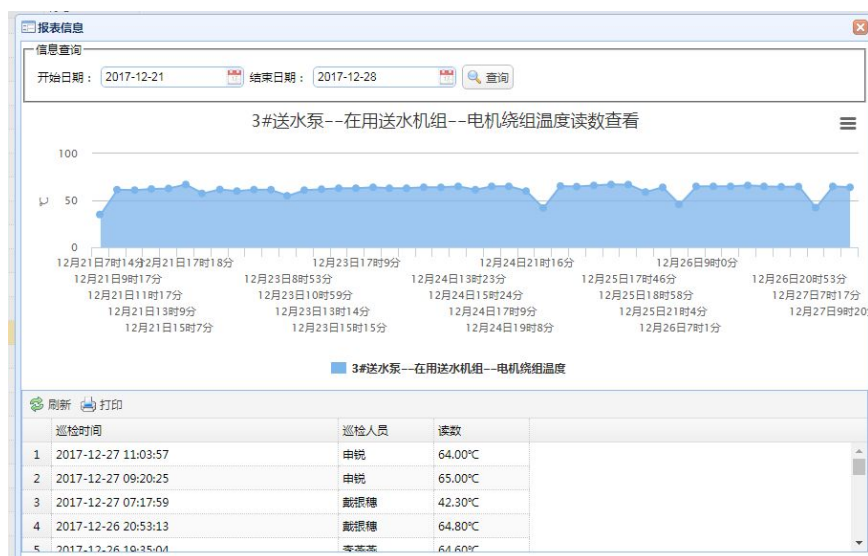 报表信息
信息查询
开始日期： 2017-12-21 结束日期： 2017-12-28 查询
3#送水泵--在用送水机组--电机绕组温度读数查看
100
50
0
℃
12月21日7时14分 12月21日17时18分 12月23日17时9分 12月24日21时16分 12月26日9时0分
12月21日9时17分 12月23日8时53分 12月24日13时23分 12月25日17时46分 12月26日20时53分
12月21日11时17分 12月23日10时59分 12月24日15时24分 12月25日18时58分 12月27日7时17分
12月21日13时9分 12月23日13时14分 12月24日17时9分 12月25日21时4分 12月27日9时20
12月21日15时7分 12月23日15时15分 12月24日19时8分 12月26日7时1分
3#送水泵--在用送水机组--电机绕组温度
刷新 打印
巡检时间 巡检人员 读数
1 2017-12-27 11:03:57 申锐 64.00℃
2 2017-12-27 09:20:25 申锐 65.00℃
3 2017-12-27 07:17:59 戴银穗 42.30℃
4 2017-12-26 20:53:13 戴银穗 64.80℃
5 2017-12-26 19:35:04 64.60℃